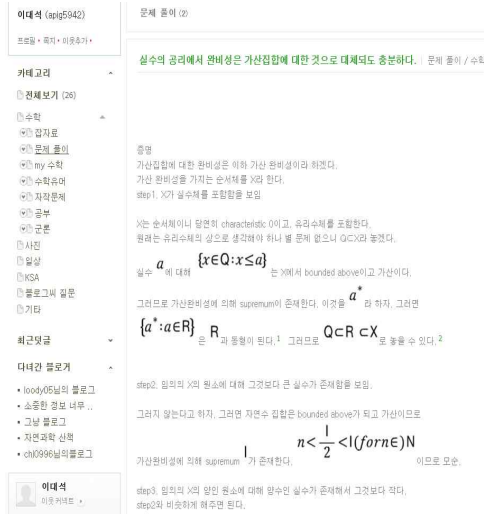 이대석 (apig5942)
프로필 • 쪽지 • 이웃추가 •
카테고리
전체보기 (26)
수학
잡자료
문제 풀이
my 수학
수학유머
자작문제
공부
군론
사진
일상
KSA
블로그씨 질문
기타
최근댓글
다녀간 블로거
• loody05님의 블로그
• 소중한 정보 너무 ..
• 그냥 블로그
• 자연과학 산책
• chl0996님의블로그
이대석
이웃 커넥트
문제 풀이 (2)
실수의 공리에서 완비성은 가산집합에 대한 것으로 대체되도 충분하다. | 문제 풀이 / 수학
증명
가산집합에 대한 완비성은 이하 가산 완비성이라 하겠다.
가산 완비성을 가지는 순서체를 X라 한다.
step1, X가 실수체를 포함함을 보임
X는 순서체이니 당연히 characteristic 0이고, 유리수체를 포함한다.
원래는 유리수체의 상으로 생각해야 하나 별 문제 없으니 Q⊂X라 놓겠다.
실수 a 에 대해 {x∈Q:x≤a} 는 X에서 bounded above이고 가산이다.
그러므로 가산완비성에 의해 supremum이 존재한다. 이것을 a* 라 하자, 그러면
{a*:a∈R} 은 R 과 동형이 된다.1 그러므로 Q⊂R ⊂X 로 놓을 수 있다.2
step2, 임의의 X의 원소에 대해 그것보다 큰 실수가 존재함을 보임,
그러지 않는다고 하자, 그러면 자연수 집합은 bounded above가 되고 가산이므로
가산완비성에 의해 supremum l 가 존재한다. n<l/2<l(forn∈)N 이므로 모순,
step3, 임의의 X의 양인 원소에 대해 양수인 실수가 존재해서 그것보다 작다,
step2와 비슷하게 해주면 된다,